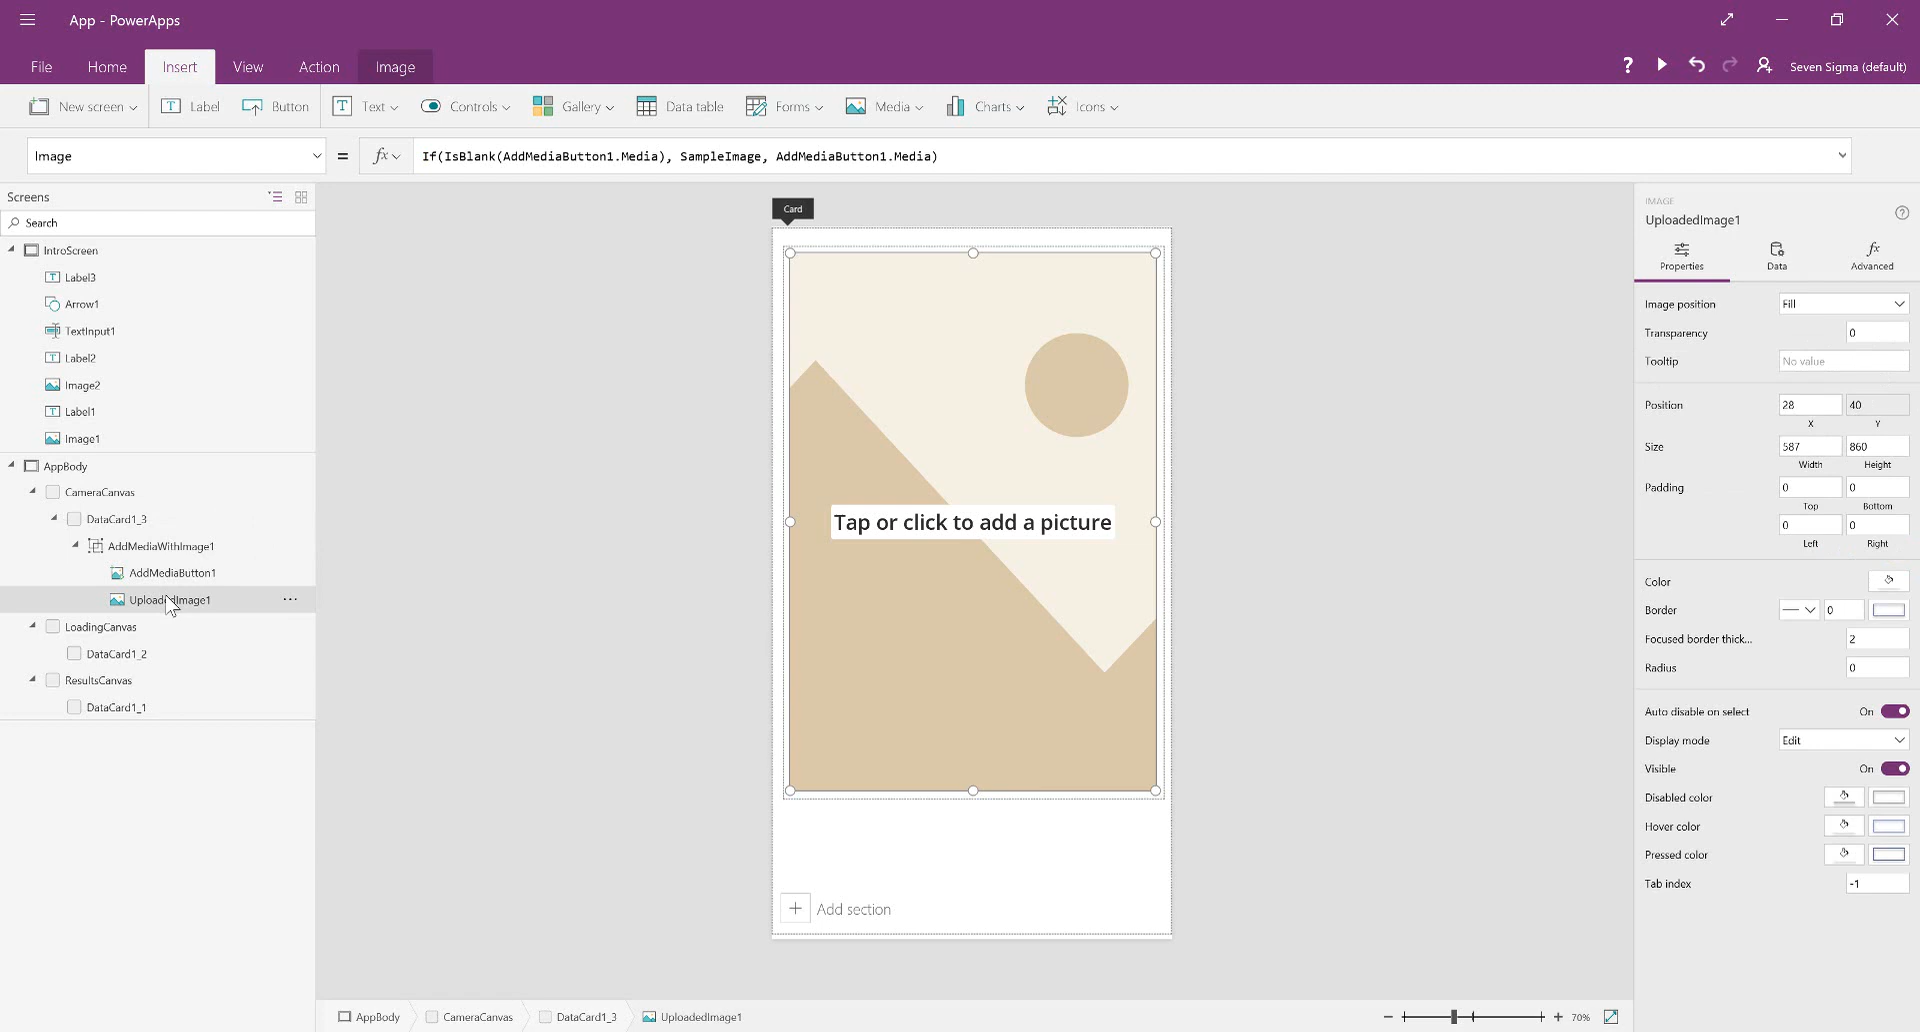 App - PowerApps
File Home Insert View Action Image
Seven Sigma (default)
New screen Label Button Text Controls Gallery Data table Forms Media Charts Icons
Image = fx If(IsBlank(AddMediaButton1.Media), SampleImage, AddMediaButton1.Media)
Screens
Search
IntroScreen
Label3
Arrow1
TextInput1
Label2
Image2
Label1
Image1
AppBody
CameraCanvas
DataCard1_3
AddMediaWithImage1
AddMediaButton1
UploadedImage1
LoadingCanvas
DataCard1_2
ResultsCanvas
DataCard1_1
Card
Tap or click to add a picture
Add section
AppBody CameraCanvas DataCard1_3 UploadedImage1
70%
IMAGE
UploadedImage1
Properties Data Advanced
Image position Fill
Transparency 0
Tooltip No value
Position 28 40
X Y
Size 587 860
Width Height
Padding 0 0
Top Bottom
0 0
Left Right
Color
Border 0
Focused border thick... 2
Radius 0
Auto disable on select On
Display mode Edit
Visible On
Disabled color
Hover color
Pressed color
Tab index -1